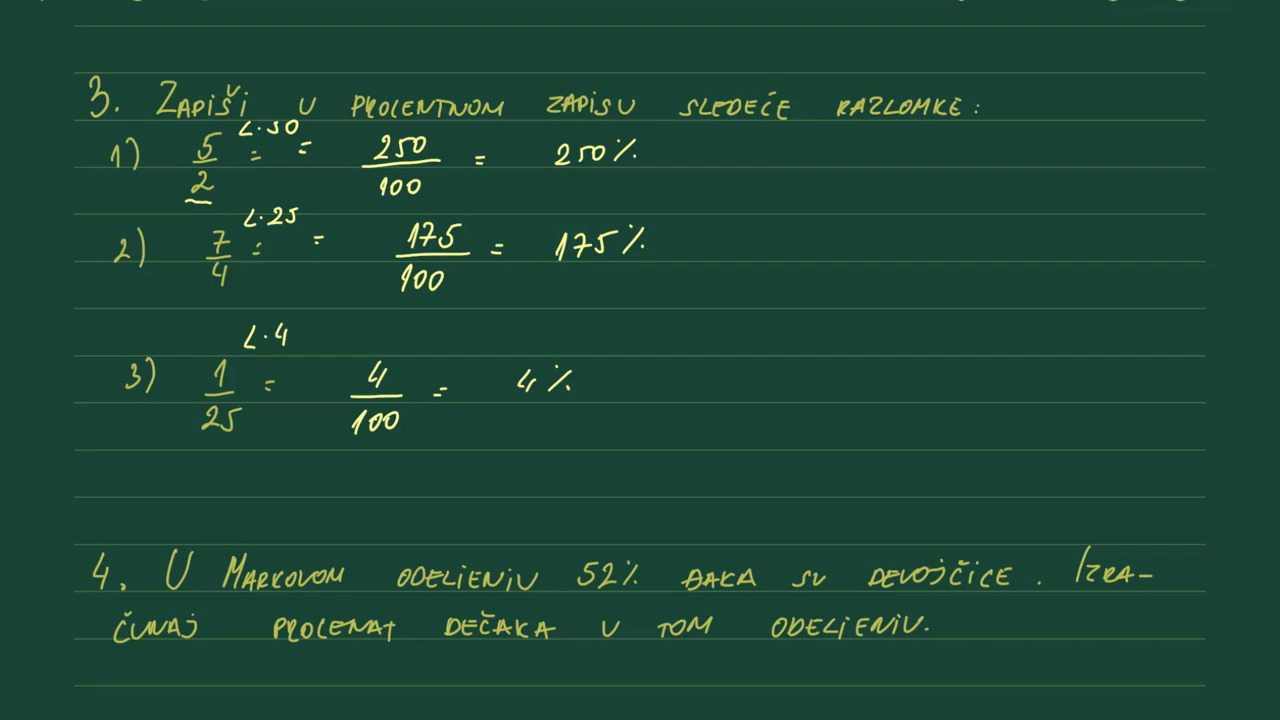 3. Zapiši u procentnom zapisu sledeće razlomke:
1) 5/2 = ∠·50 = 250/100 = 250%
2) 7/4 = ∠·25 = 175/100 = 175%
3) 1/25 = ∠·4 4/100 = 4%
4. U Markovom odeljenju 52% đaka su devojčice. Izra-
čunaj procenat dečaka u tom odeljenju.